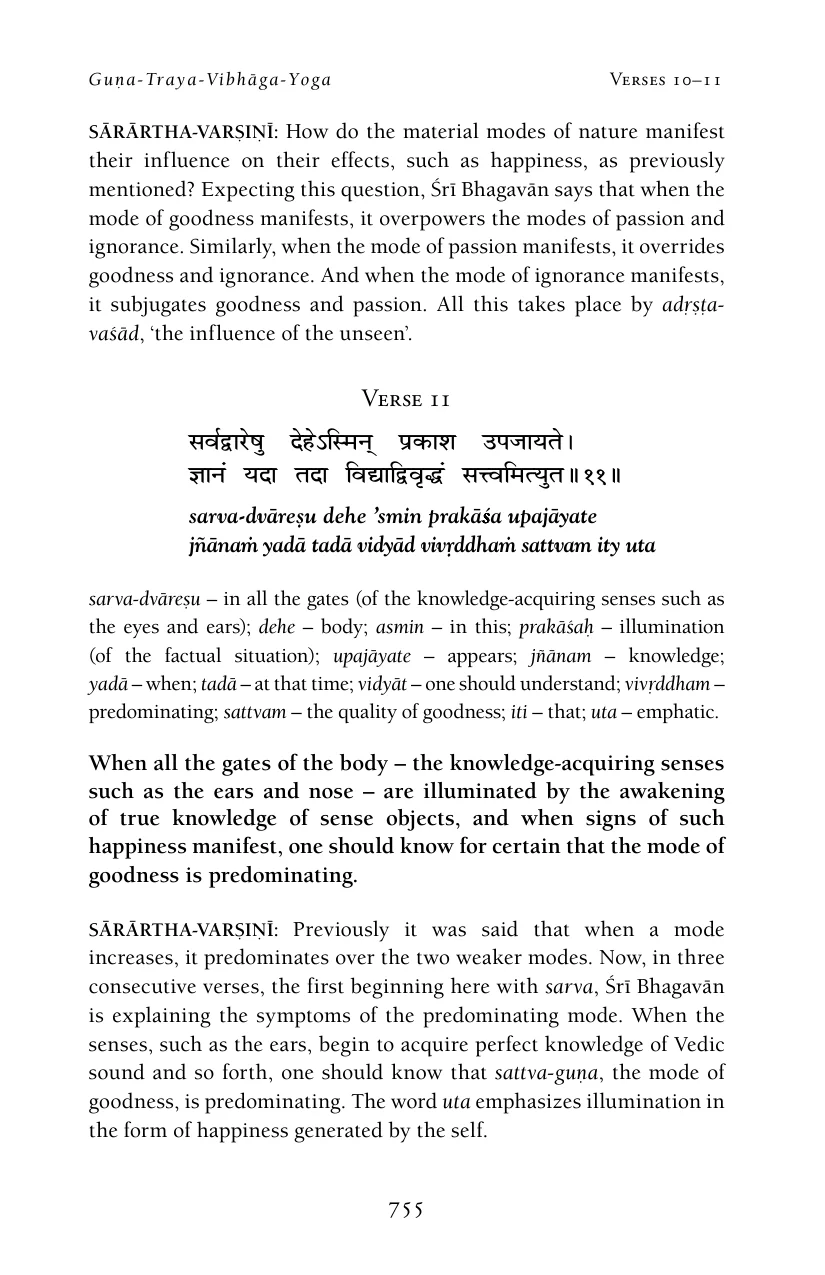 Guṇa-Traya-Vibhāga-Yoga Verses 10–11
SĀRĀRTHA-VARṢIṆĪ: How do the material modes of nature manifest
their influence on their effects, such as happiness, as previously
mentioned? Expecting this question, Śrī Bhagavān says that when the
mode of goodness manifests, it overpowers the modes of passion and
ignorance. Similarly, when the mode of passion manifests, it overrides
goodness and ignorance. And when the mode of ignorance manifests,
it subjugates goodness and passion. All this takes place by adṛṣṭa-
vaśād, ‘the influence of the unseen’.
Verse 11
सर्वद्वारेषु देहेऽस्मिन् प्रकाश उपजायते।
ज्ञानं यदा तदा विद्याद्विवृद्धं सत्त्वमित्युत॥११॥
sarva-dvāreṣu dehe ’smin prakāśa upajāyate
jñānaṁ yadā tadā vidyād vivṛddhaṁ sattvam ity uta
sarva-dvāreṣu – in all the gates (of the knowledge-acquiring senses such as
the eyes and ears); dehe – body; asmin – in this; prakāśaḥ – illumination
(of the factual situation); upajāyate – appears; jñānam – knowledge;
yadā – when; tadā – at that time; vidyāt – one should understand; vivṛddham –
predominating; sattvam – the quality of goodness; iti – that; uta – emphatic.
When all the gates of the body – the knowledge-acquiring senses
such as the ears and nose – are illuminated by the awakening
of true knowledge of sense objects, and when signs of such
happiness manifest, one should know for certain that the mode of
goodness is predominating.
SĀRĀRTHA-VARṢIṆĪ: Previously it was said that when a mode
increases, it predominates over the two weaker modes. Now, in three
consecutive verses, the first beginning here with sarva, Śrī Bhagavān
is explaining the symptoms of the predominating mode. When the
senses, such as the ears, begin to acquire perfect knowledge of Vedic
sound and so forth, one should know that sattva-guṇa, the mode of
goodness, is predominating. The word uta emphasizes illumination in
the form of happiness generated by the self.
755